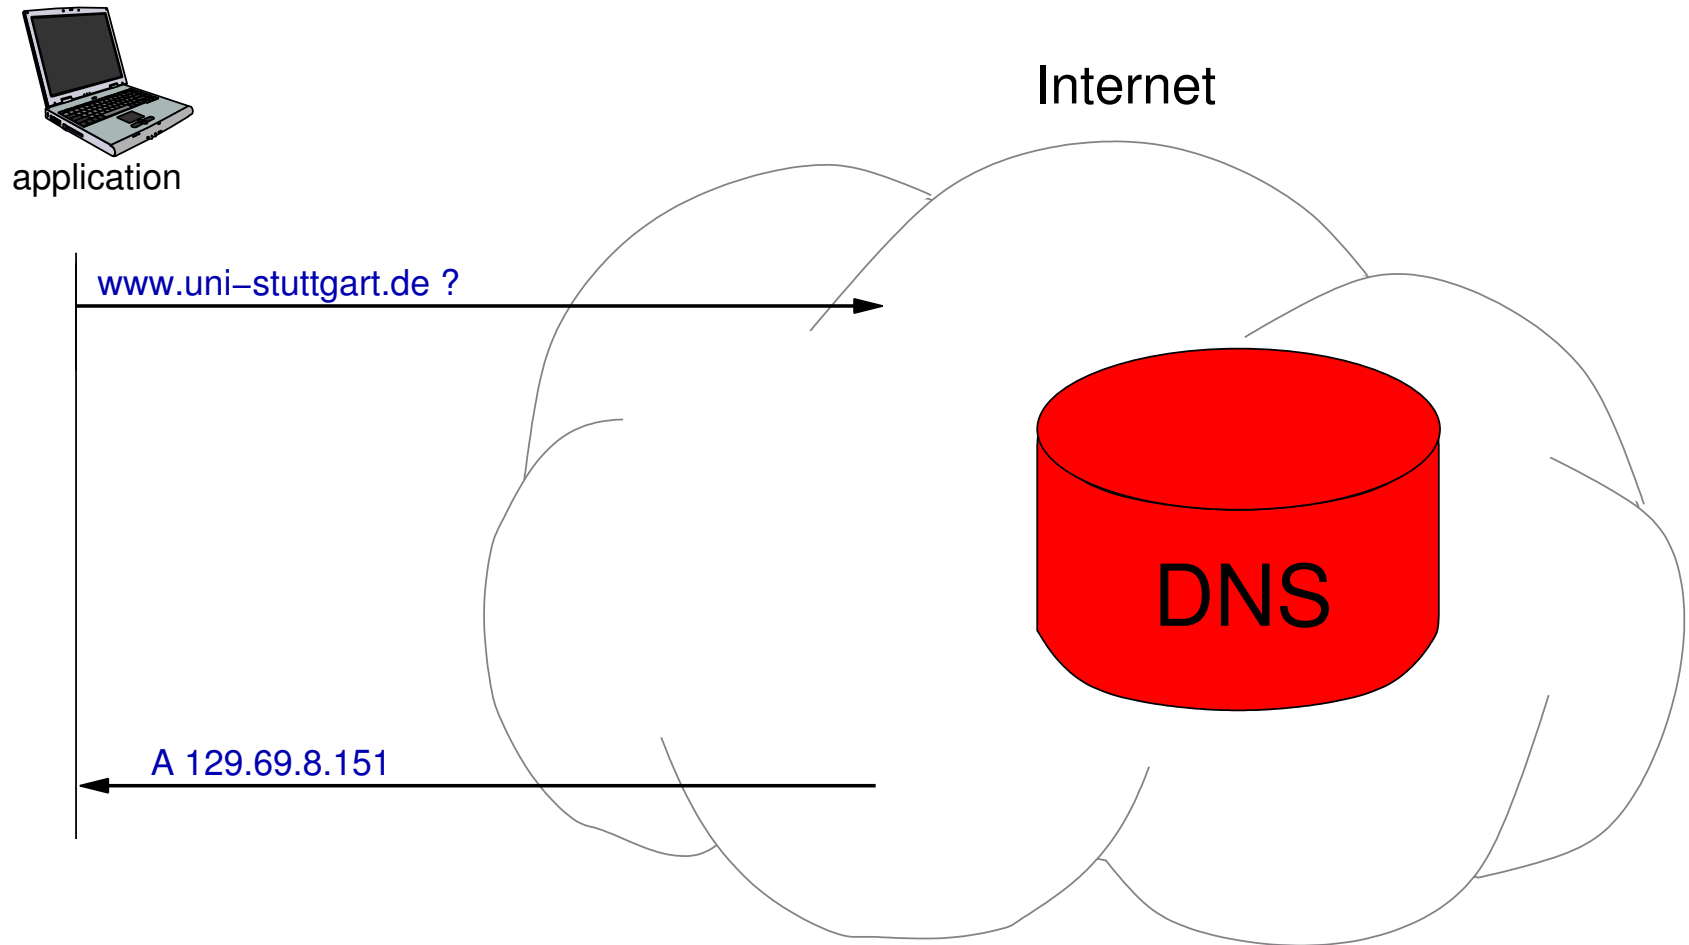 Internet
application
www.uni−stuttgart.de ?
DNS
A 129.69.8.151